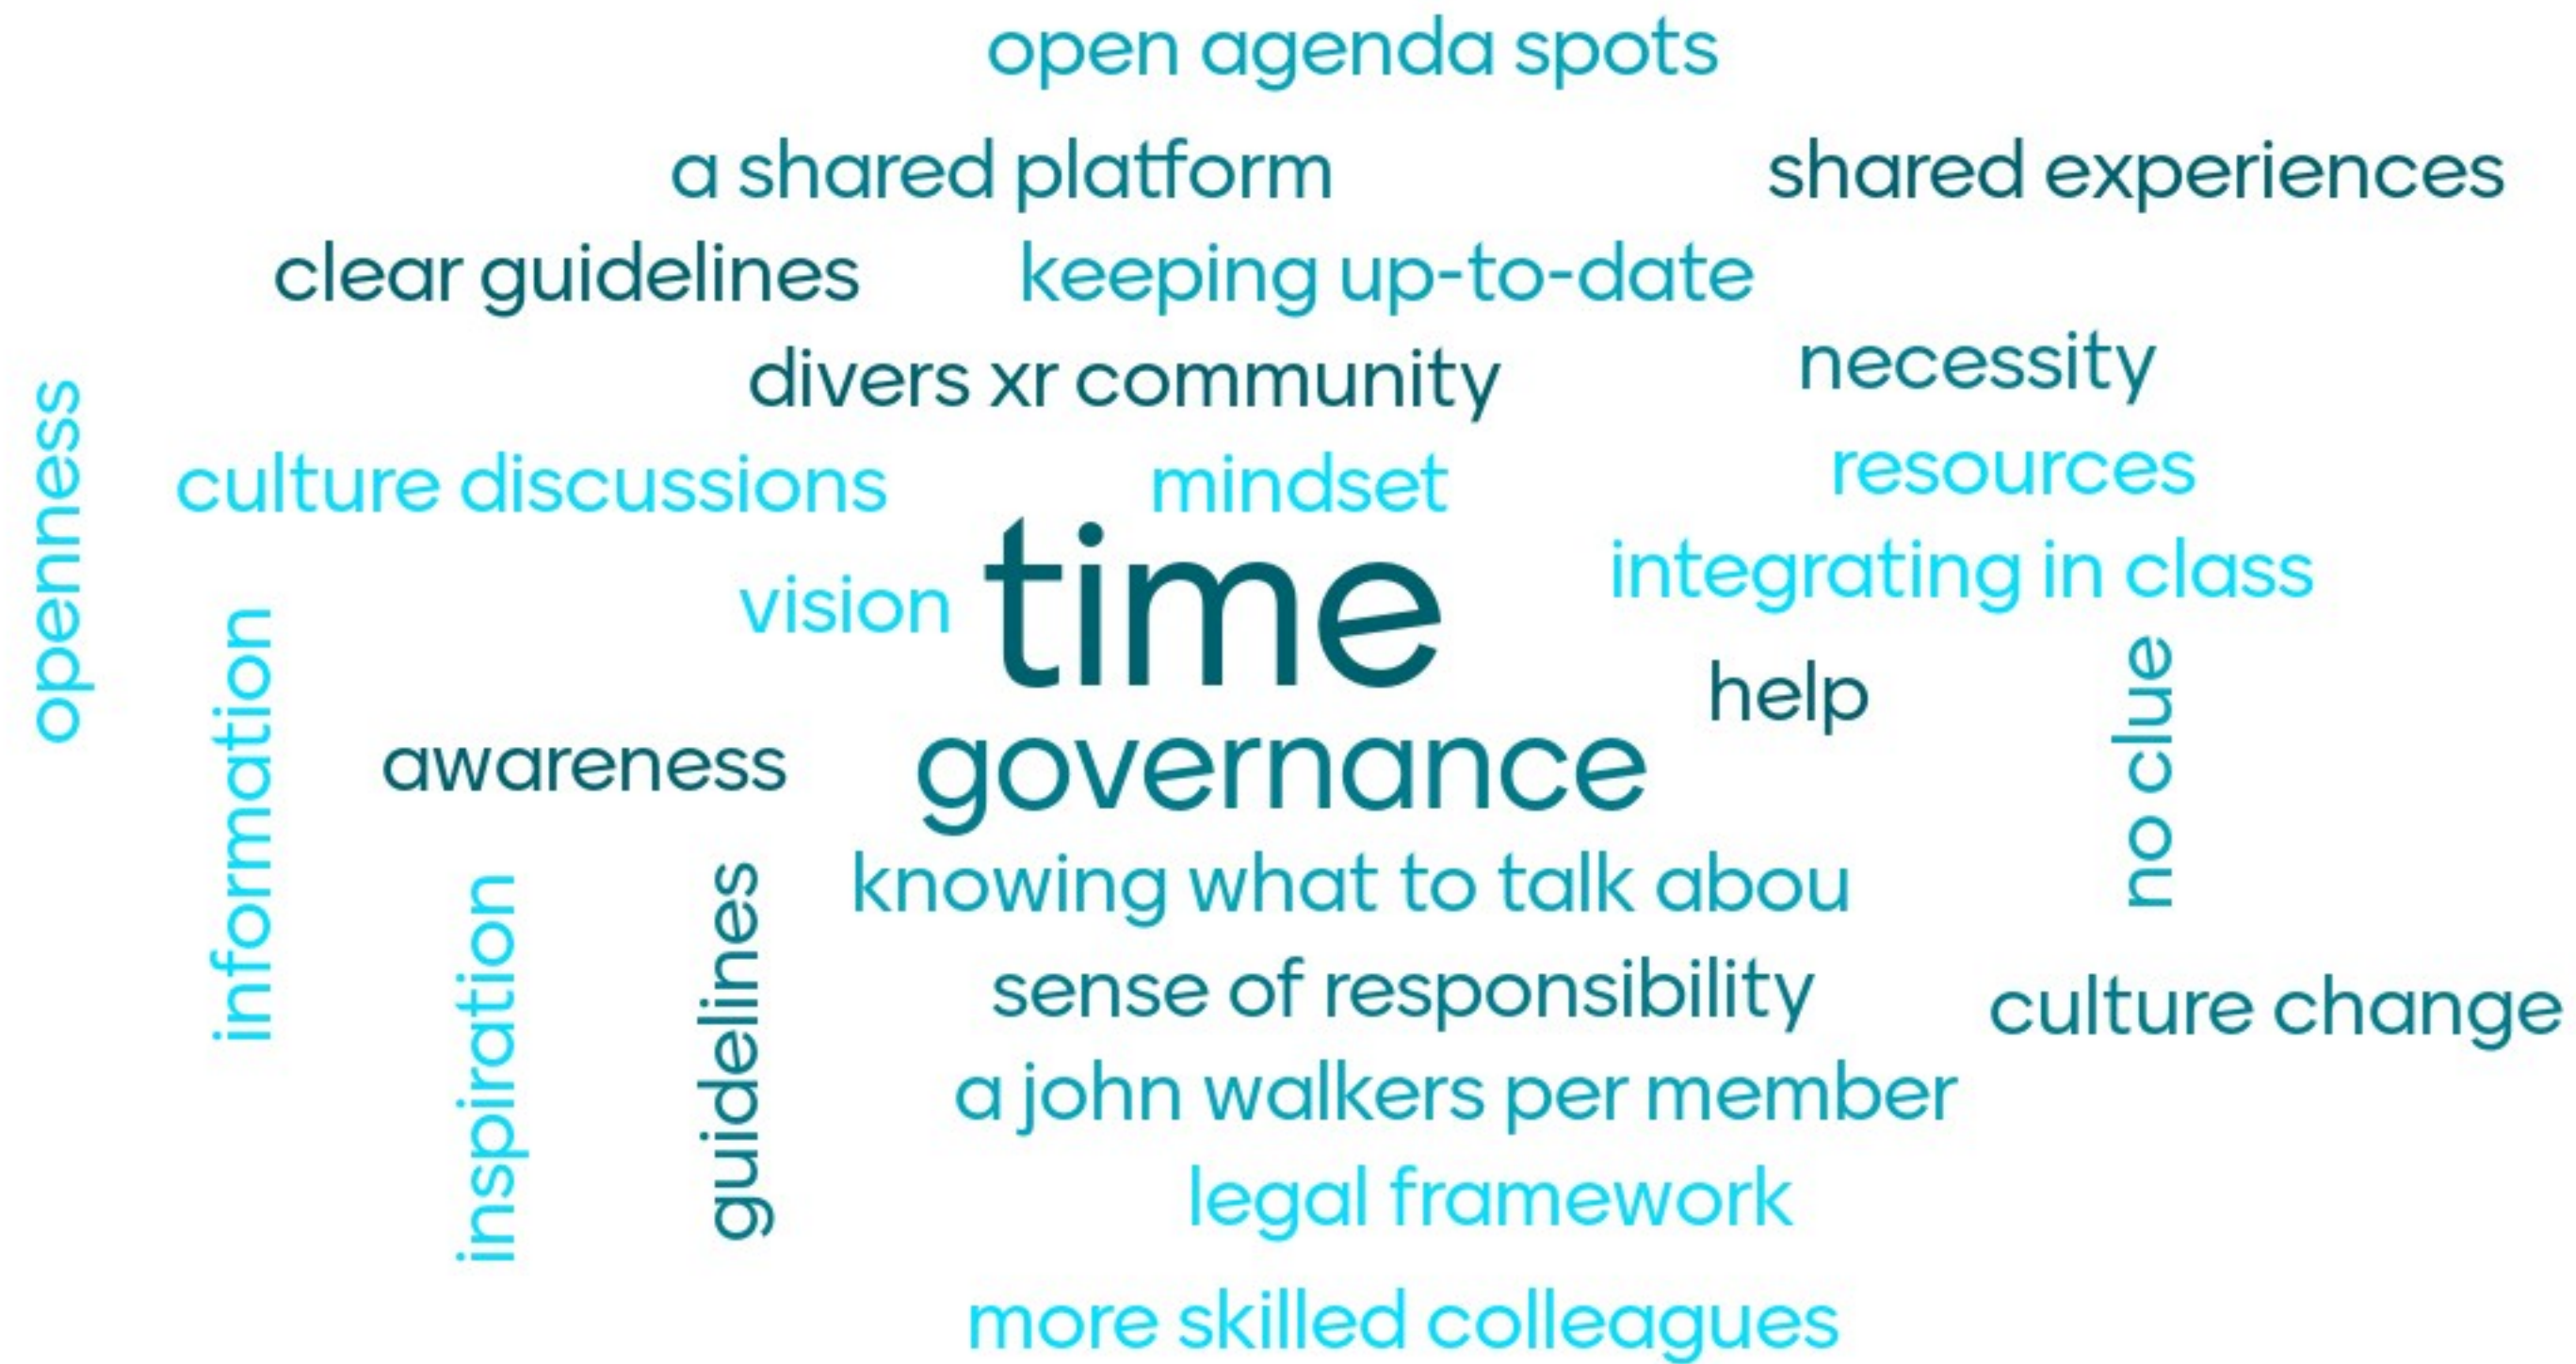 open agenda spots
a shared platform
shared experiences
clear guidelines
keeping up-to-date
divers xr community
necessity
openness
culture discussions
mindset
resources
time
integrating in class
vision
information
help
no clue
awareness
governance
knowing what to talk abou
inspiration
guidelines
sense of responsibility
culture change
a john walkers per member
legal framework
more skilled colleagues